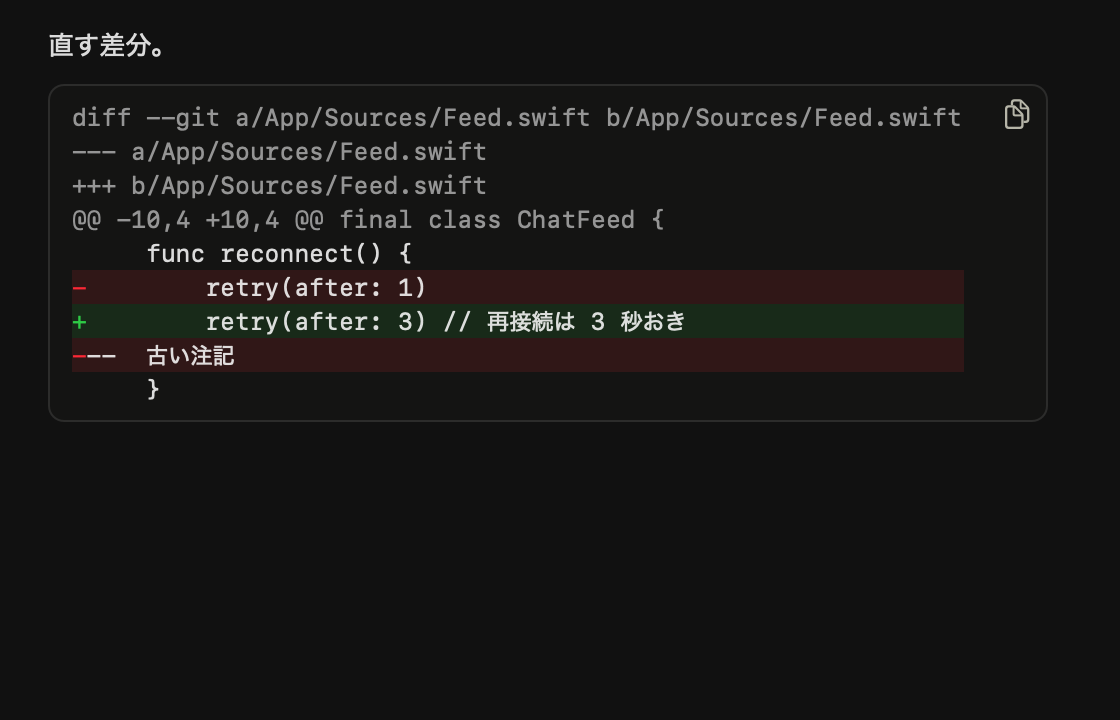 直す差分。
diff --git a/App/Sources/Feed.swift b/App/Sources/Feed.swift
--- a/App/Sources/Feed.swift
+++ b/App/Sources/Feed.swift
@@ -10,4 +10,4 @@ final class ChatFeed {
     func reconnect() {
-        retry(after: 1)
+        retry(after: 3) // 再接続は 3 秒おき
---  古い注記
     }